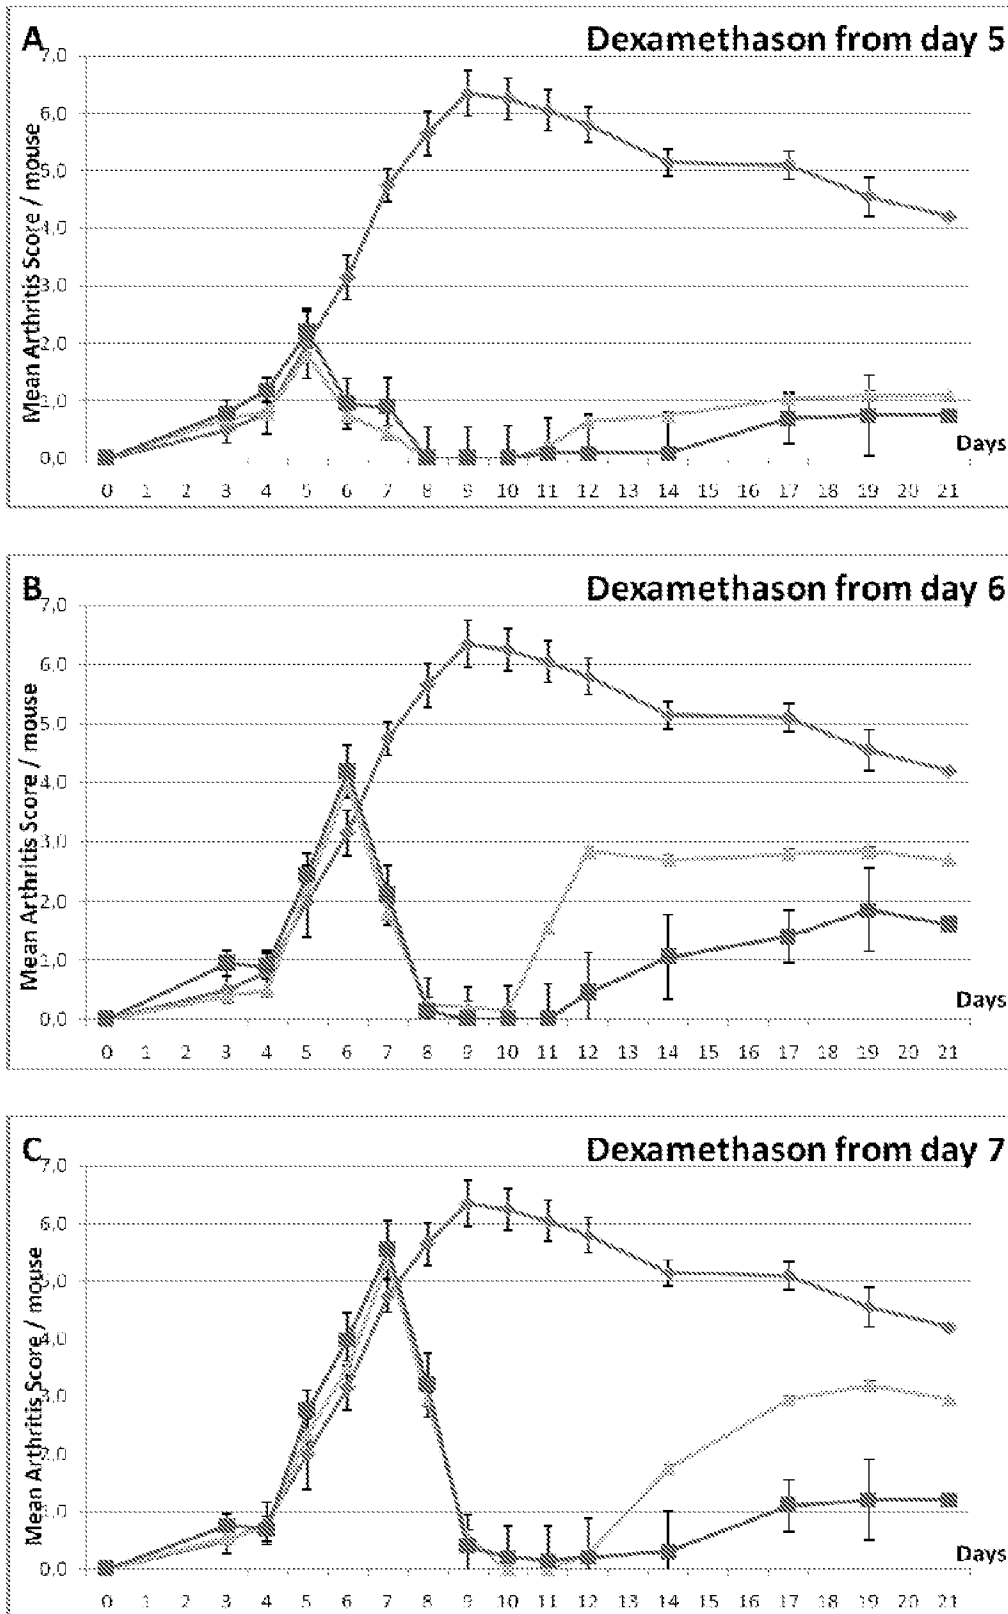 A
Dexamethason from day 5
Mean Arthritis Score / mouse
7,0
6,0
5,0
4,0
3,0
2,0
1,0
0,0
Days
0 1 2 3 4 5 6 7 8 9 10 11 12 13 14 15 16 17 18 19 20 21
B
Dexamethason from day 6
Mean Arthritis Score / mouse
7,0
6,0
5,0
4,0
3,0
2,0
1,0
0,0
Days
0 1 2 3 4 5 6 7 8 9 10 11 12 13 14 15 16 17 18 19 20 21
C
Dexamethason from day 7
Mean Arthritis Score / mouse
7,0
6,0
5,0
4,0
3,0
2,0
1,0
0,0
Days
0 1 2 3 4 5 6 7 8 9 10 11 12 13 14 15 16 17 18 19 20 21